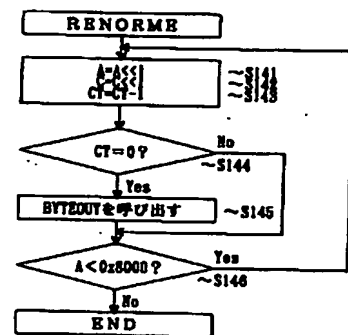 RENORME
A=A<<1 ~S141
C=C<<1 ~S142
CT=CT-1 ~S143
CT=0? No
~S144
Yes
BYTEOUTを呼び出す ~S145
A<0x8000? Yes
~S146
No
END